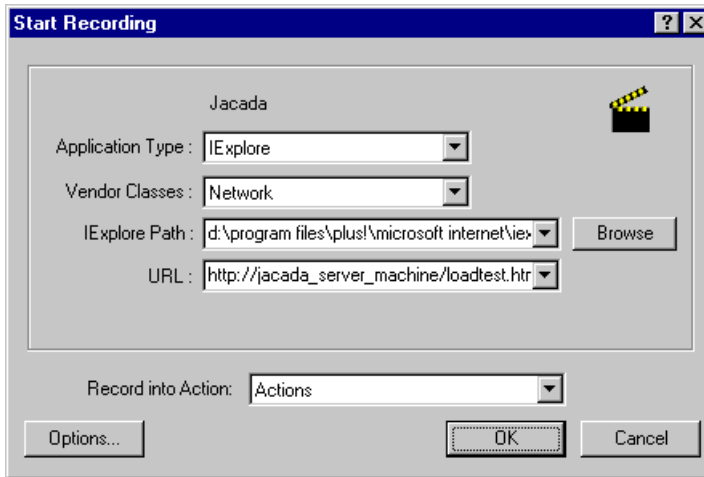 Start Recording
Jacada
Application Type : IExplore
Vendor Classes : Network
IExplore Path : d:\program files\plus!\microsoft internet\iex Browse
URL : http://jacada_server_machine/loadtest.htr
Record into Action: Actions
Options... OK Cancel